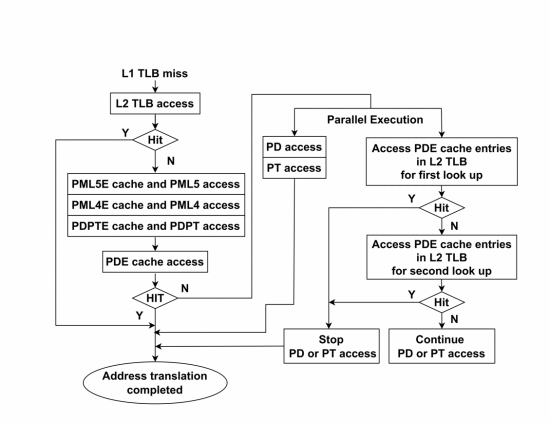 L1 TLB miss
L2 TLB access
Y
Hit
N
PML5E cache and PML5 access
PML4E cache and PML4 access
PDPTE cache and PDPT access
PDE cache access
HIT
N
Y
Address translation
completed
Parallel Execution
PD access
PT access
Access PDE cache entries
in L2 TLB
for first look up
Y
Hit
N
Access PDE cache entries
in L2 TLB
for second look up
Y
Hit
N
Stop
PD or PT access
Continue
PD or PT access